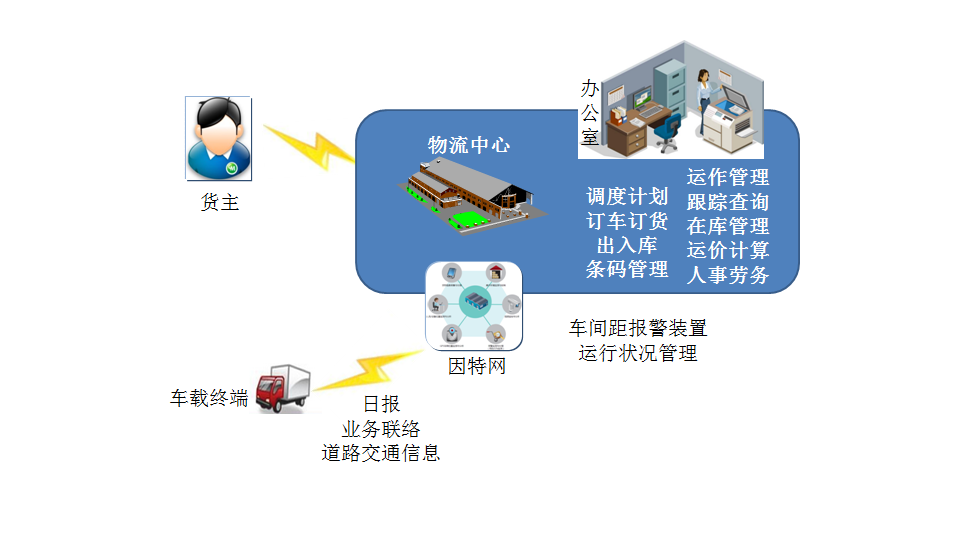 办
公
室
物流中心
货主
调度计划
订车订货
出入库
条码管理
运作管理
跟踪查询
在库管理
运价计算
人事劳务
因特网
车间距报警装置
运行状况管理
车载终端
日报
业务联络
道路交通信息